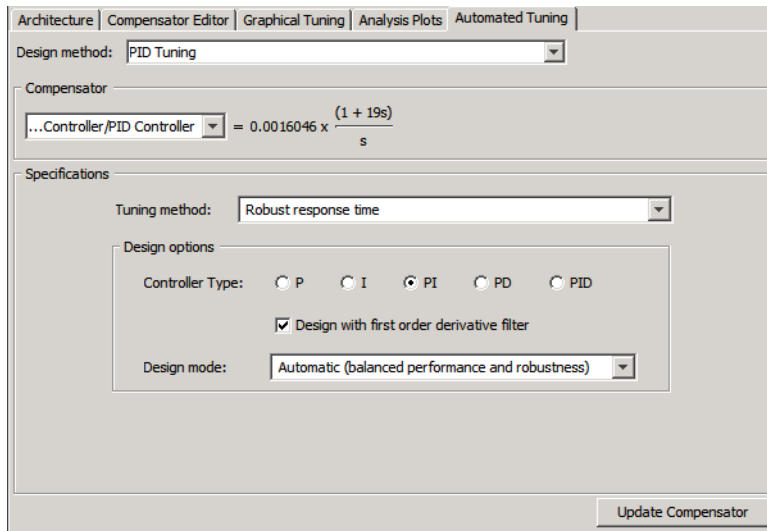 Architecture | Compensator Editor | Graphical Tuning | Analysis Plots | Automated Tuning
Design method: PID Tuning
Compensator
(1 + 19s)
...Controller/PID Controller = 0.0016046 x
s
Specifications
Tuning method: Robust response time
Design options
Controller Type: P I PI PD PID
Design with first order derivative filter
Design mode: Automatic (balanced performance and robustness)
Update Compensator